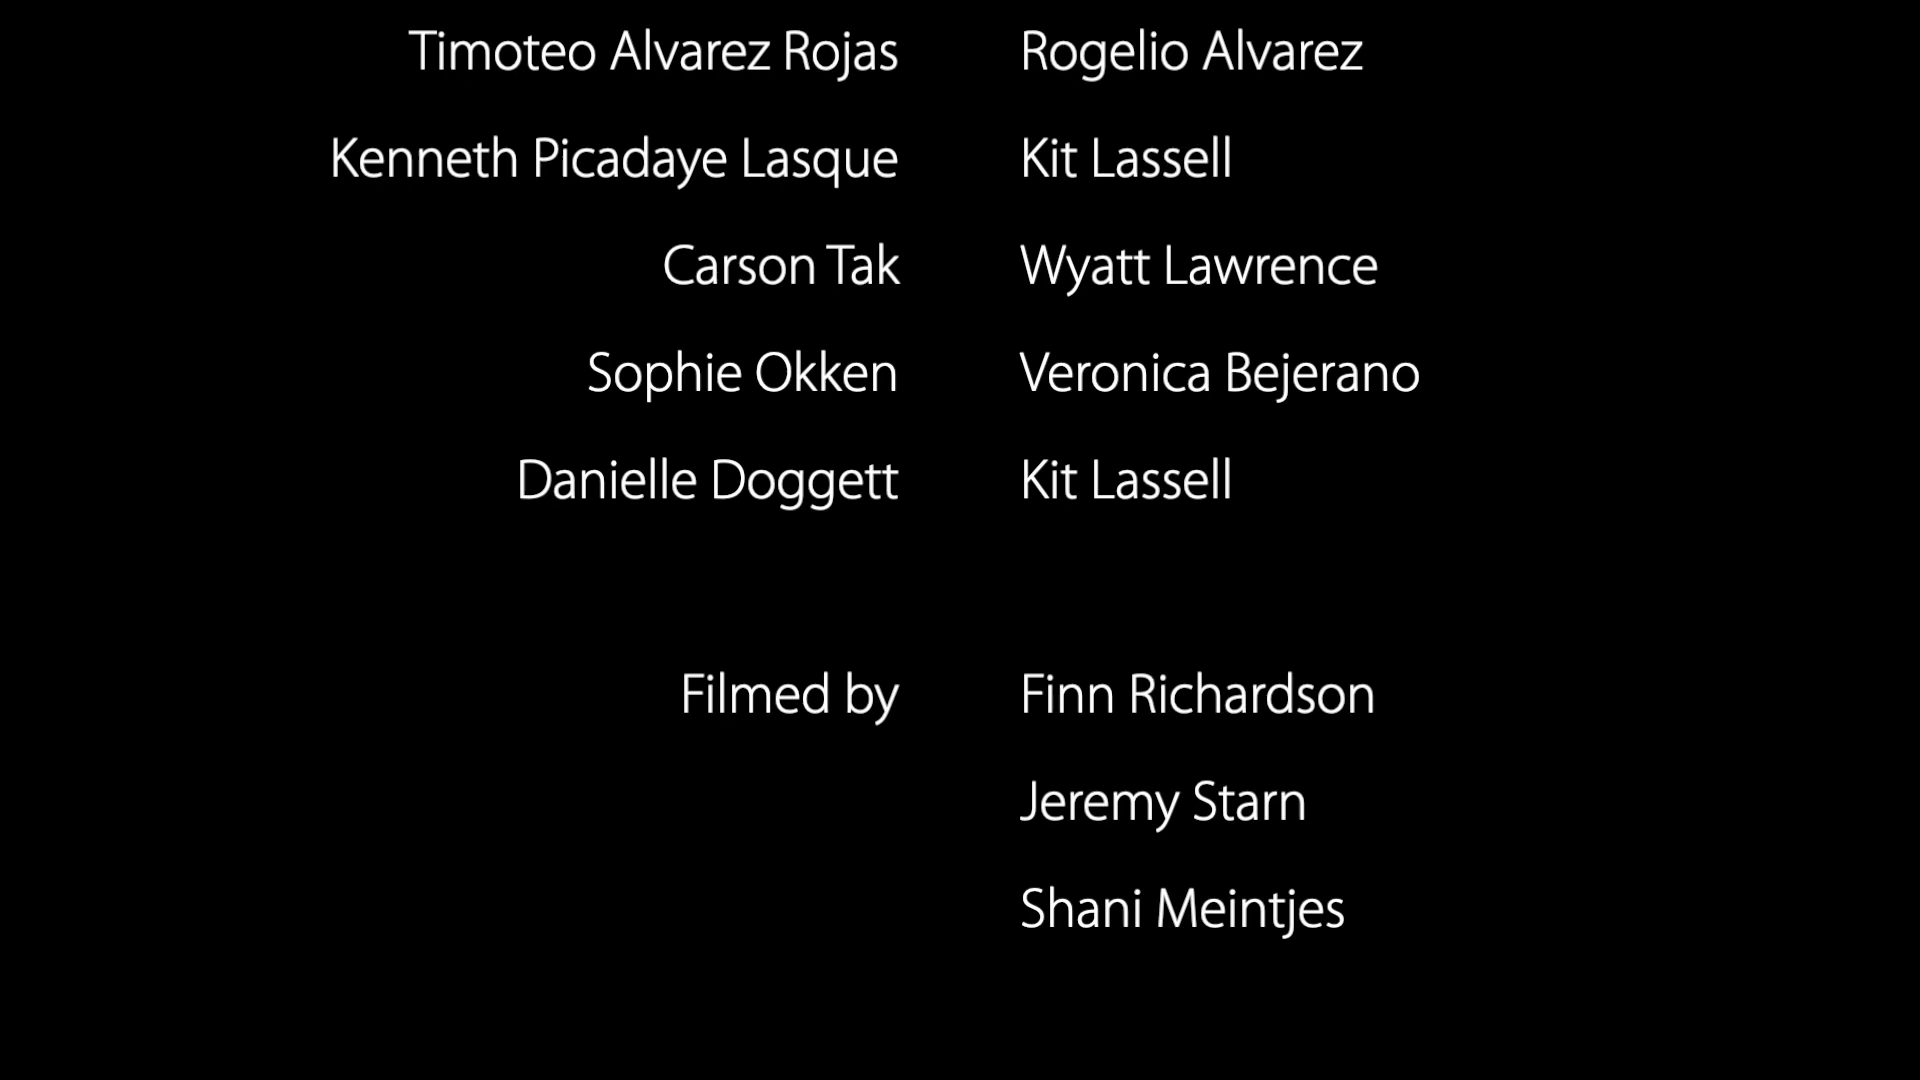 Timoteo Alvarez Rojas Rogelio Alvarez
Kenneth Picadaye Lasque Kit Lassell
Carson Tak Wyatt Lawrence
Sophie Okken Veronica Bejerano
Danielle Doggett Kit Lassell
Filmed by Finn Richardson
Jeremy Starn
Shani Meintjes